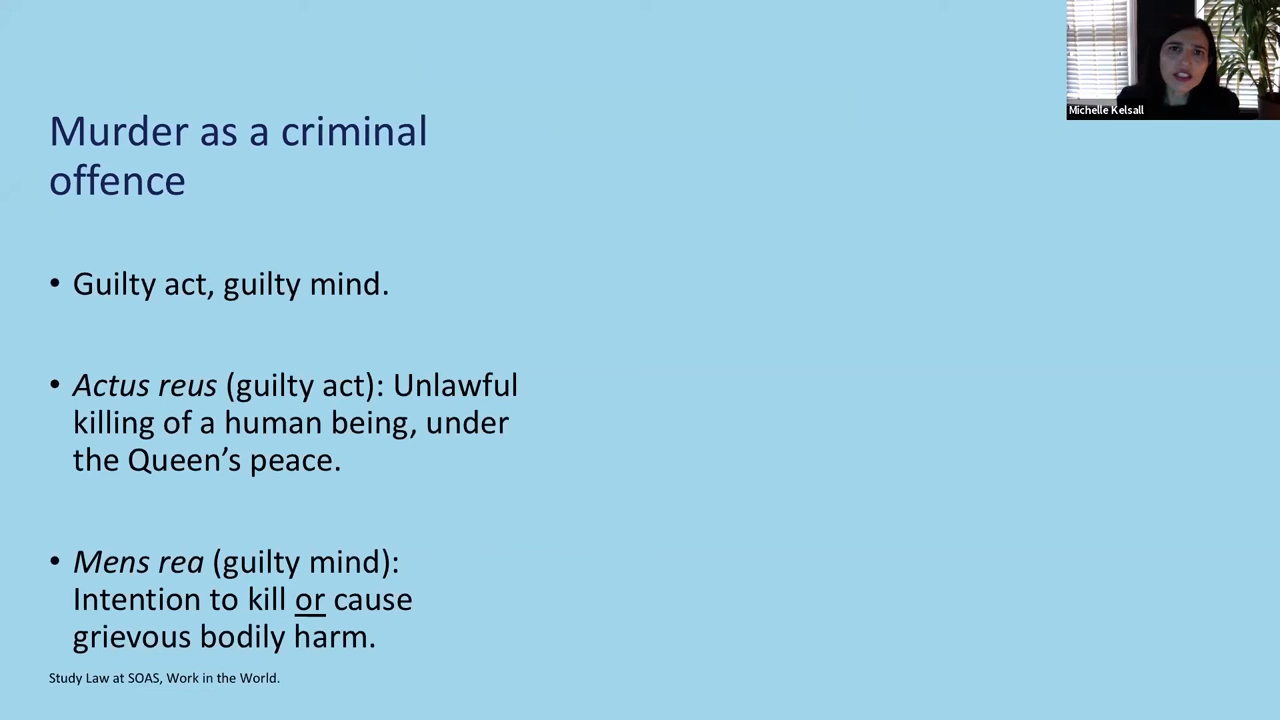 Michelle Kelsall
Murder as a criminal
offence
• Guilty act, guilty mind.
• Actus reus (guilty act): Unlawful
killing of a human being, under
the Queen’s peace.
• Mens rea (guilty mind):
Intention to kill or cause
grievous bodily harm.
Study Law at SOAS, Work in the World.